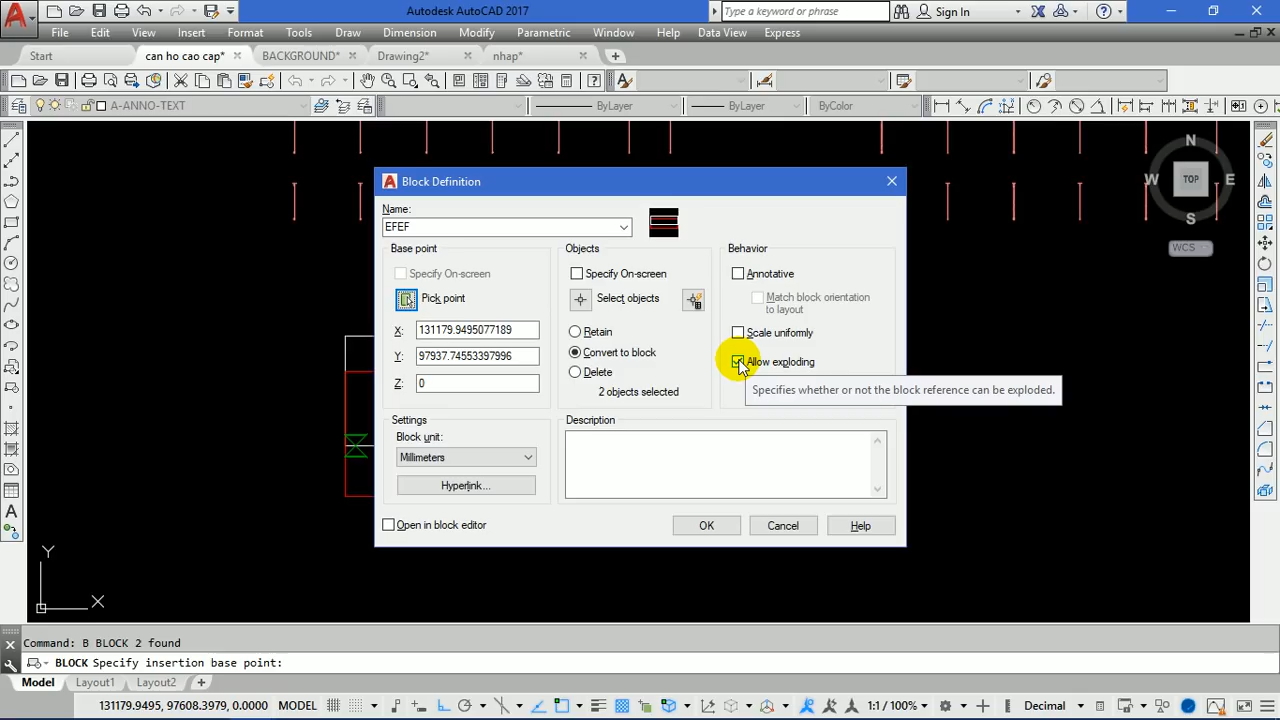 Autodesk AutoCAD 2017
Type a keyword or phrase
Sign In
File Edit View Insert Format Tools Draw Dimension Modify Parametric Window Help Data View Express
Start can ho cao cap* BACKGROUND* Drawing2* nhap*
A-ANNO-TEXT ByLayer ByLayer ByColor
N
W TOP E
S
WCS
Block Definition
Name:
EFEF
Base point
Specify On-screen
Pick point
X: 131179.9495077189
Y: 97937.74553397996
Z: 0
Objects
Specify On-screen
Select objects
Retain
Convert to block
Delete
2 objects selected
Behavior
Annotative
Match block orientation
to layout
Scale uniformly
Allow exploding
Specifies whether or not the block reference can be exploded.
Settings
Block unit:
Millimeters
Hyperlink...
Description
Open in block editor
OK Cancel Help
Y
X
Command: B BLOCK 2 found
BLOCK Specify insertion base point:
Model Layout1 Layout2
131179.9495, 97608.3979, 0.0000 MODEL 1:1 / 100% Decimal